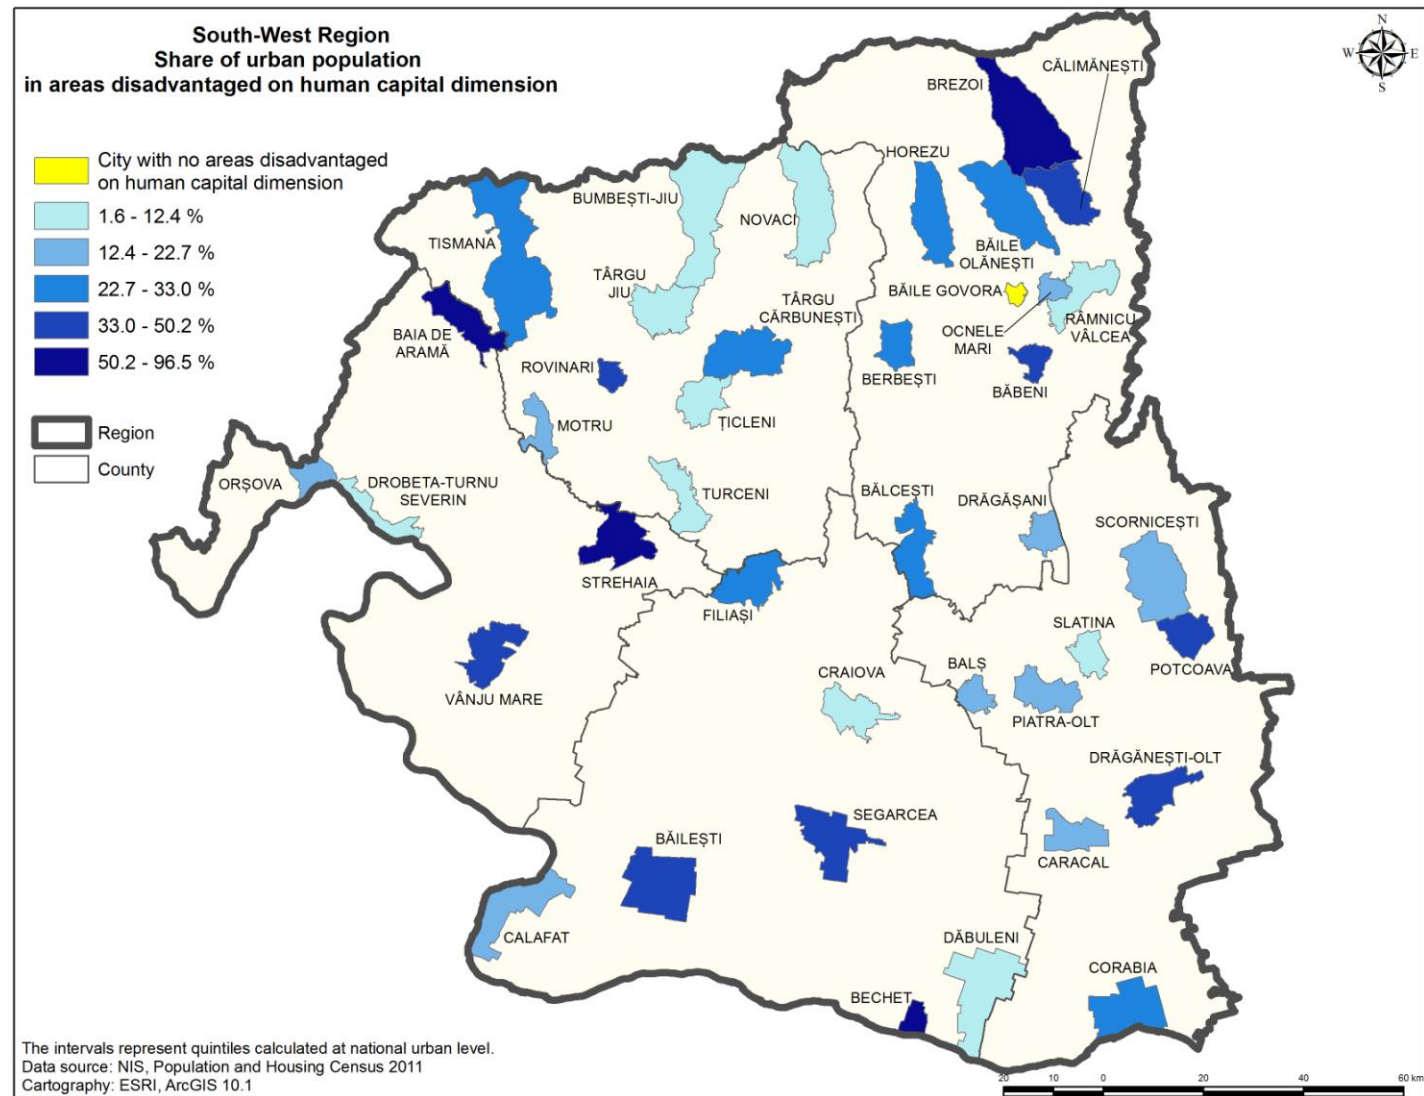 South-West Region
Share of urban population
in areas disadvantaged on human capital dimension
N
W
E
S
City with no areas disadvantaged
on human capital dimension
1.6 - 12.4 %
12.4 - 22.7 %
22.7 - 33.0 %
33.0 - 50.2 %
50.2 - 96.5 %
Region
County
CĂLIMĂNEȘTI
BREZOI
HOREZU
BUMBEȘTI-JIU
NOVACI
TISMANA
BĂILE
OLĂNEȘTI
TÂRGU
JIU
BĂILE GOVORA
TÂRGU
CĂRBUNEȘTI
OCNELE
MARI
RÂMNICU
VÂLCEA
BAIA DE
ARAMĂ
ROVINARI
BERBEȘTI
BĂBENI
MOTRU
ȚICLENI
ORȘOVA
DROBETA-TURNU
SEVERIN
TURCENI
BĂLCEȘTI
DRĂGĂȘANI
SCORNICEȘTI
STREHAIA
FILIAȘI
SLATINA
POTCOAVA
CRAIOVA
BALȘ
VÂNJU MARE
PIATRA-OLT
DRĂGĂNEȘTI-OLT
SEGARCEA
BĂILEȘTI
CARACAL
CALAFAT
DĂBULENI
CORABIA
BECHET
The intervals represent quintiles calculated at national urban level.
Data source: NIS, Population and Housing Census 2011
Cartography: ESRI, ArcGIS 10.1
20 10 0 20 40 60 km